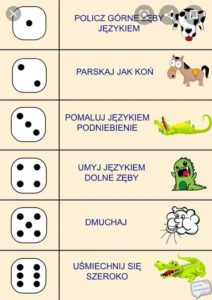 POLICZ GÓRNE ZĘBY
JĘZYKIEM
PARSKAJ JAK KOŃ
POMALUJ JĘZYKIEM
PODNIEBIENIE
UMYJ JĘZYKIEM
DOLNE ZĘBY
DMUCHAJ
UŚMIECHNIJ SIĘ
SZEROKO